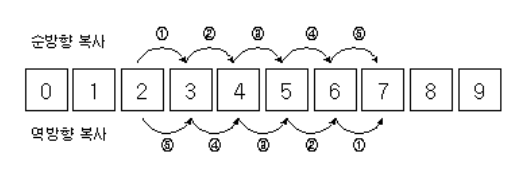 순방향 복사 ① ② ③ ④ ⑤
0 1 2 3 4 5 6 7 8 9
역방향 복사 ⑤ ④ ③ ② ①